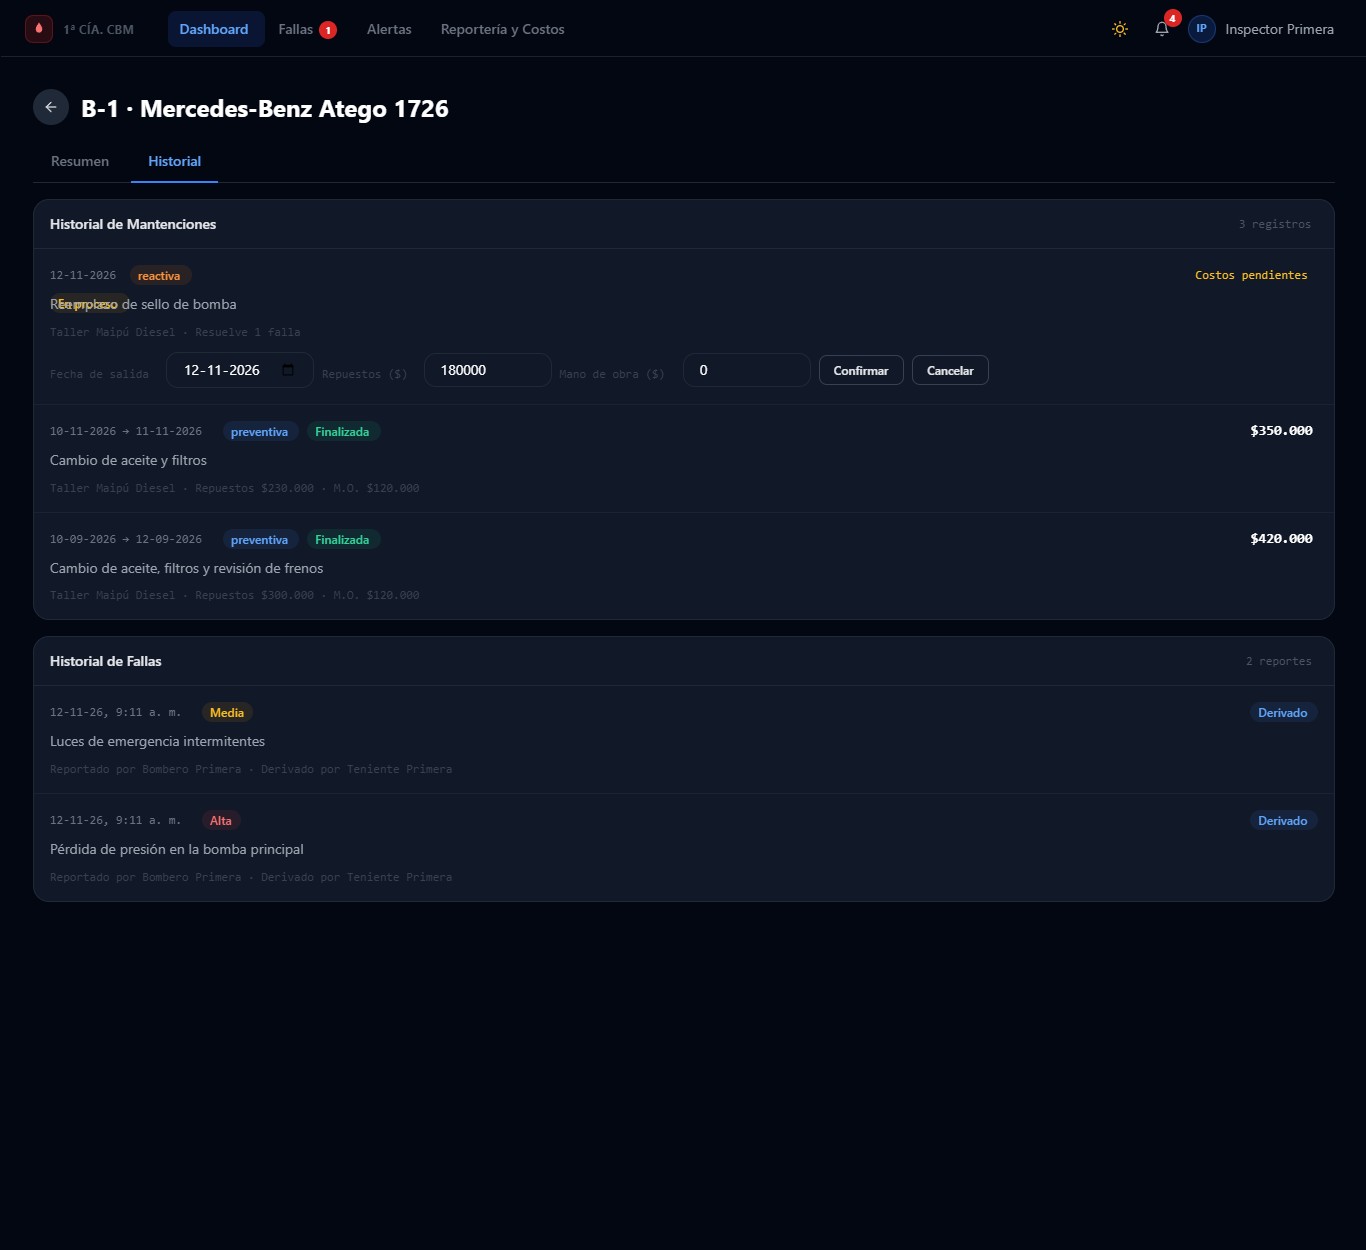 1ª CÍA. CBM Dashboard Fallas 1 Alertas Reportería y Costos 4 IP Inspector Primera
B-1 · Mercedes-Benz Atego 1726
Resumen Historial
Historial de Mantenciones 3 registros
12-11-2026 reactiva Costos pendientes
En proceso
Reemplazo de sello de bomba
Taller Maipú Diesel · Resuelve 1 falla
Fecha de salida 12-11-2026 Repuestos ($) 180000 Mano de obra ($) 0 Confirmar Cancelar
10-11-2026 → 11-11-2026 preventiva Finalizada $350.000
Cambio de aceite y filtros
Taller Maipú Diesel · Repuestos $230.000 · M.O. $120.000
10-09-2026 → 12-09-2026 preventiva Finalizada $420.000
Cambio de aceite, filtros y revisión de frenos
Taller Maipú Diesel · Repuestos $300.000 · M.O. $120.000
Historial de Fallas 2 reportes
12-11-26, 9:11 a. m. Media Derivado
Luces de emergencia intermitentes
Reportado por Bombero Primera · Derivado por Teniente Primera
12-11-26, 9:11 a. m. Alta Derivado
Pérdida de presión en la bomba principal
Reportado por Bombero Primera · Derivado por Teniente Primera